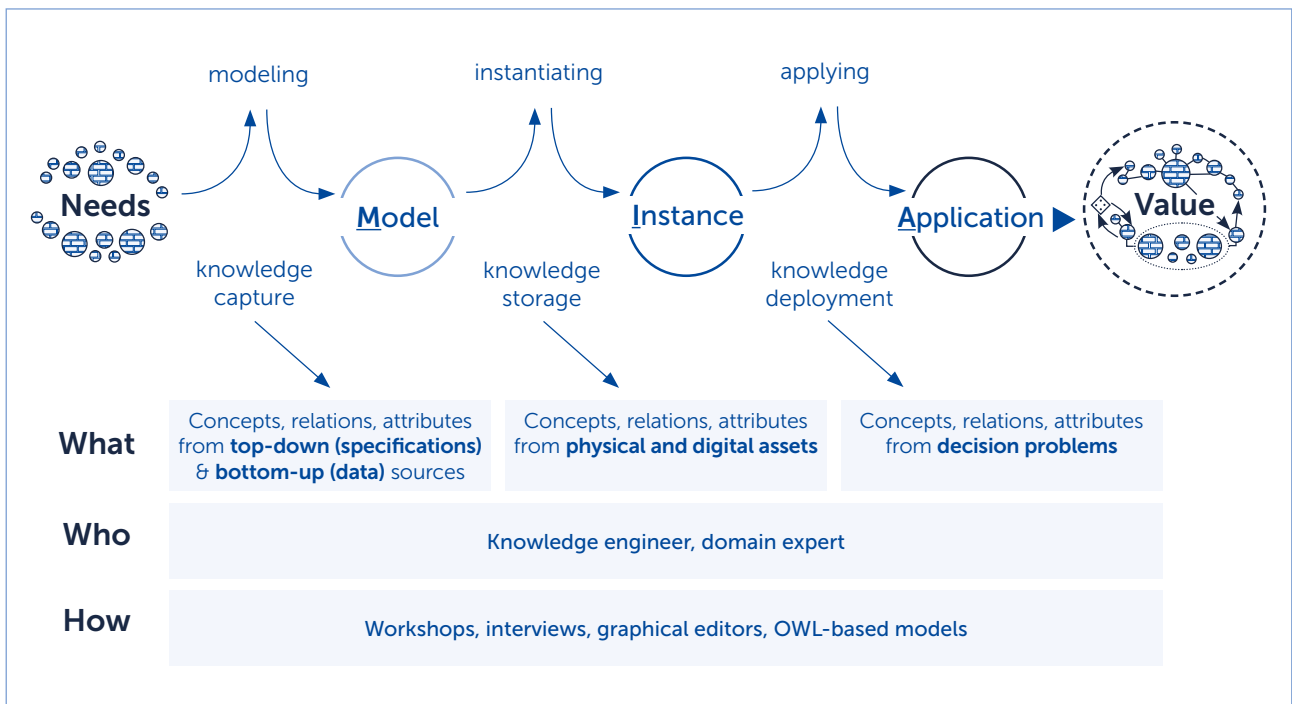 modeling
instantiating
applying
Needs
Model
Instance
Application
Value
knowledge
capture
knowledge
storage
knowledge
deployment
What
Concepts, relations, attributes
from top-down (specifications)
& bottom-up (data) sources
Concepts, relations, attributes
from physical and digital assets
Concepts, relations, attributes
from decision problems
Who
Knowledge engineer, domain expert
How
Workshops, interviews, graphical editors, OWL-based models